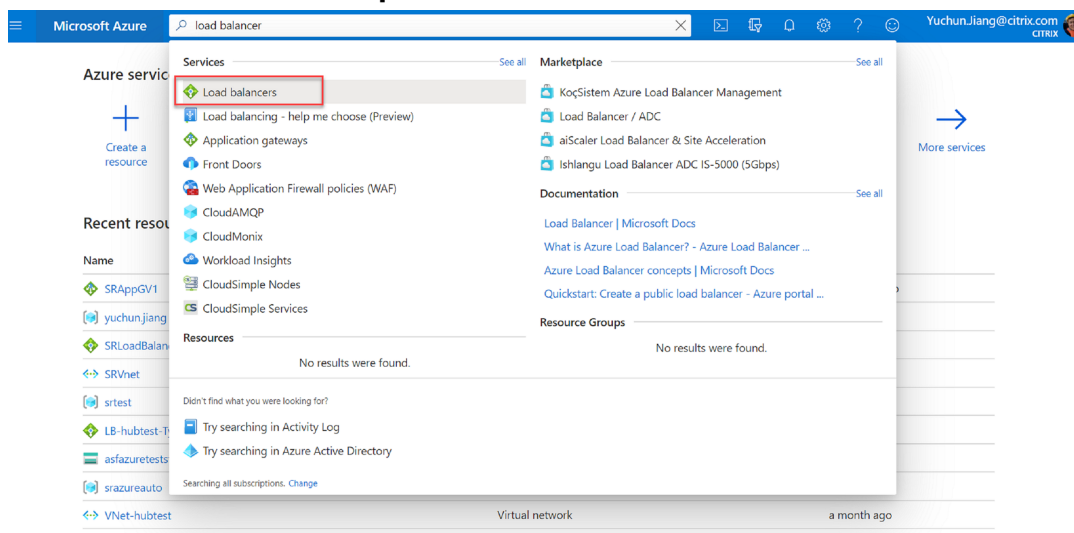 Microsoft Azure
load balancer
Yuchun.Jiang@citrix.com
CITRIX
Azure servic
Create a
resource
More services
Recent resou
Name
SRAppGV1
yuchun.jiang
SRLoadBalan
SRVnet
srtest
LB-hubtest-T
asfazuretests
srazureauto
VNet-hubtest
Virtual network
a month ago
Services
See all
Load balancers
Load balancing - help me choose (Preview)
Application gateways
Front Doors
Web Application Firewall policies (WAF)
CloudAMQP
CloudMonix
Workload Insights
CloudSimple Nodes
CloudSimple Services
Resources
No results were found.
Marketplace
See all
KoçSistem Azure Load Balancer Management
Load Balancer / ADC
aiScaler Load Balancer & Site Acceleration
Ishlangu Load Balancer ADC IS-5000 (5Gbps)
Documentation
See all
Load Balancer | Microsoft Docs
What is Azure Load Balancer? - Azure Load Balancer ...
Azure Load Balancer concepts | Microsoft Docs
Quickstart: Create a public load balancer - Azure portal ...
Resource Groups
No results were found.
Didn't find what you were looking for?
Try searching in Activity Log
Try searching in Azure Active Directory
Searching all subscriptions. Change